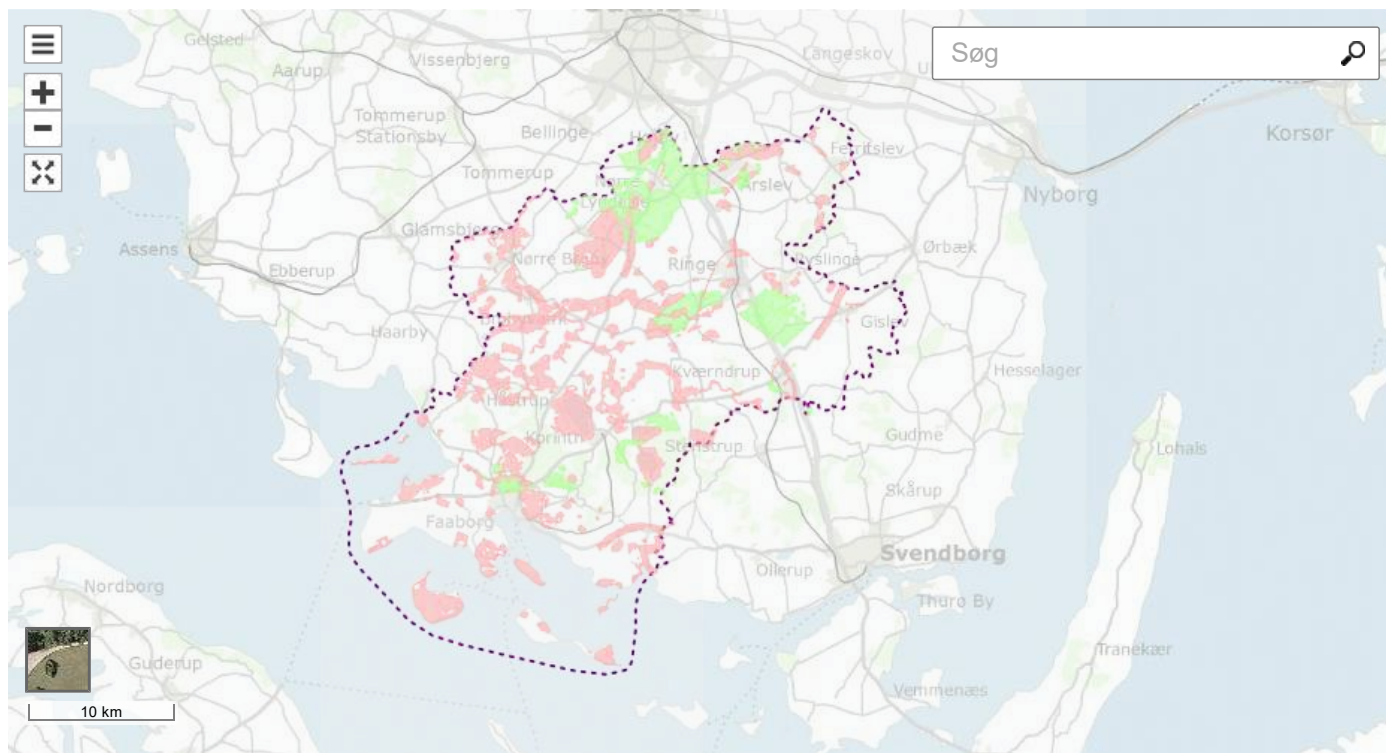 Søg
Gelsted
Aarup
Vissenbjerg
Langeskov
Korsør
Tommerup
Stationsby
Bellinge
Ferritslev
Tommerup
Årslev
Nyborg
Glamsbjerg
Assens
Ebberup
Nørre Broby
Ringe
Ryslinge
Ørbæk
Haarby
Gislev
Kværndrup
Hesselager
Håstrup
Korinth
Stenstrup
Gudme
Lohals
Skårup
Faaborg
Svendborg
Ollerup
Nordborg
Thurø By
Guderup
Tranekær
Vemmenæs
10 km